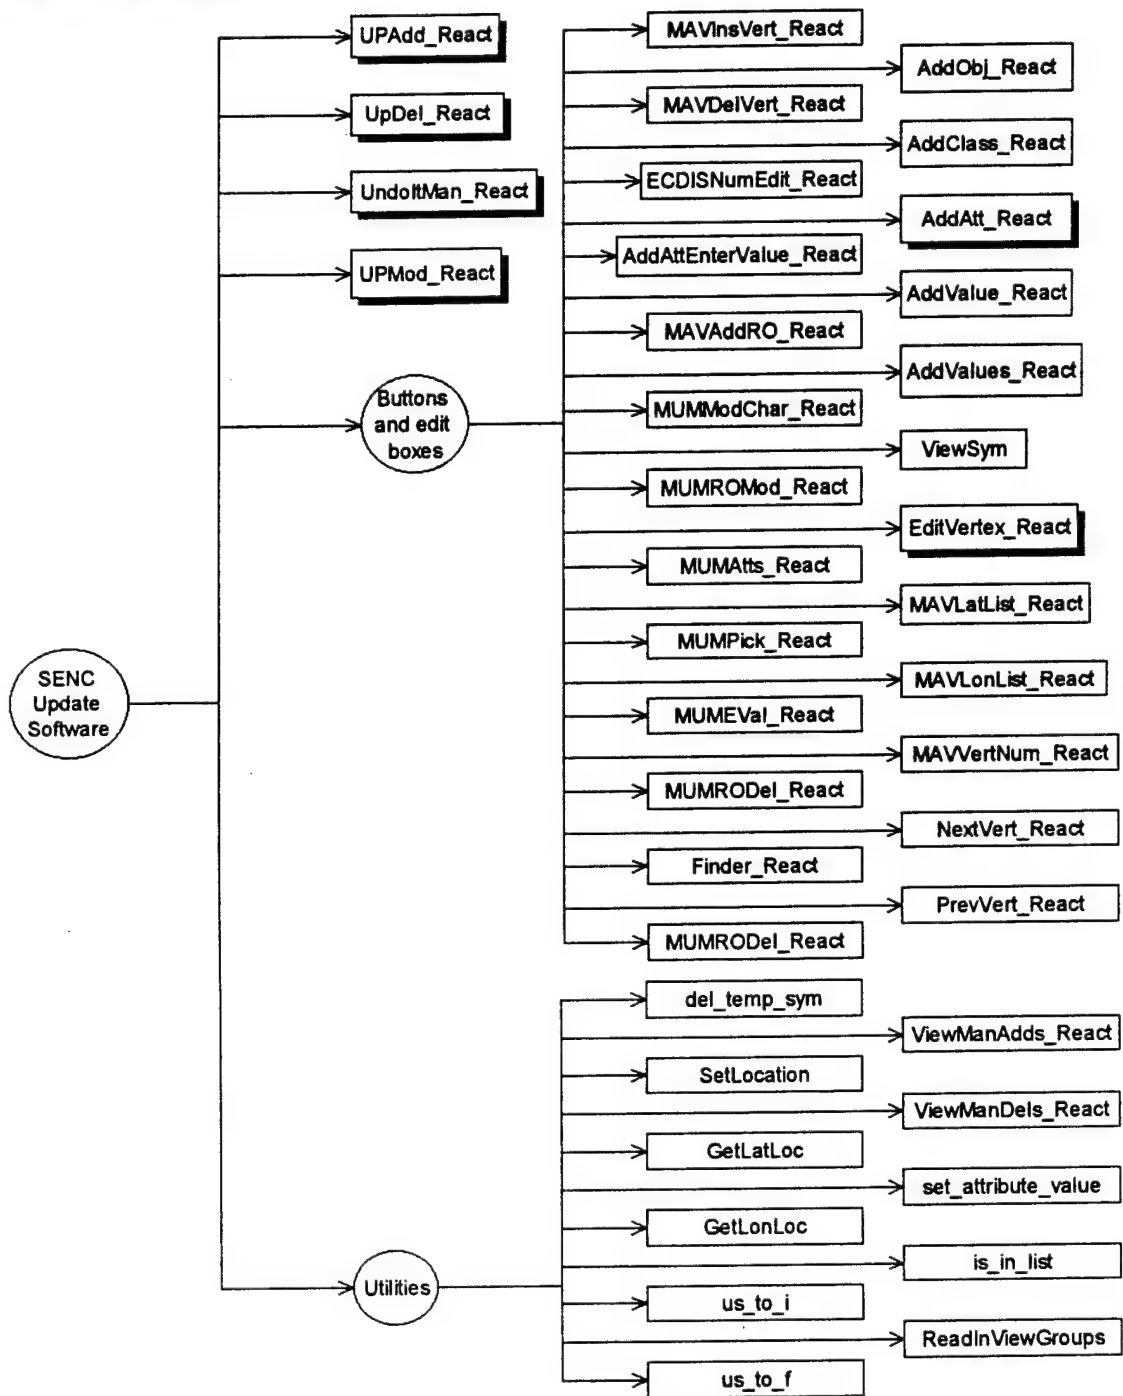 UPAdd_React
UpDel_React
UndoItMan_React
UPMod_React
SENC
Update
Software
Buttons
and edit
boxes
MAVInsVert_React
AddObj_React
MAVDelVert_React
AddClass_React
ECDISNumEdit_React
AddAtt_React
AddAttEnterValue_React
AddValue_React
MAVAddRO_React
AddValues_React
MUMModChar_React
ViewSym
MUMROMod_React
EditVertex_React
MUMAtts_React
MAVLatList_React
MUMPick_React
MAVLonList_React
MUMEVal_React
MAVVertNum_React
MUMRODel_React
NextVert_React
Finder_React
PrevVert_React
MUMRODel_React
Utilities
del_temp_sym
ViewManAdds_React
SetLocation
ViewManDels_React
GetLatLoc
set_attribute_value
GetLonLoc
is_in_list
us_to_i
ReadInViewGroups
us_to_f